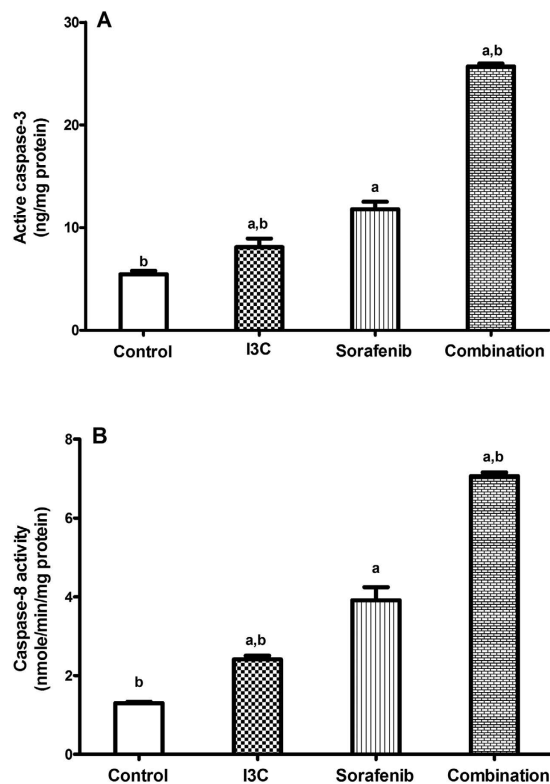 A
Active caspase-3
(ng/mg protein)
30
20
10
0
b
a,b
a
a,b
Control
I3C
Sorafenib
Combination
B
Caspase-8 activity
(nmole/min/mg protein)
8
6
4
2
0
b
a,b
a
a,b
Control
I3C
Sorafenib
Combination